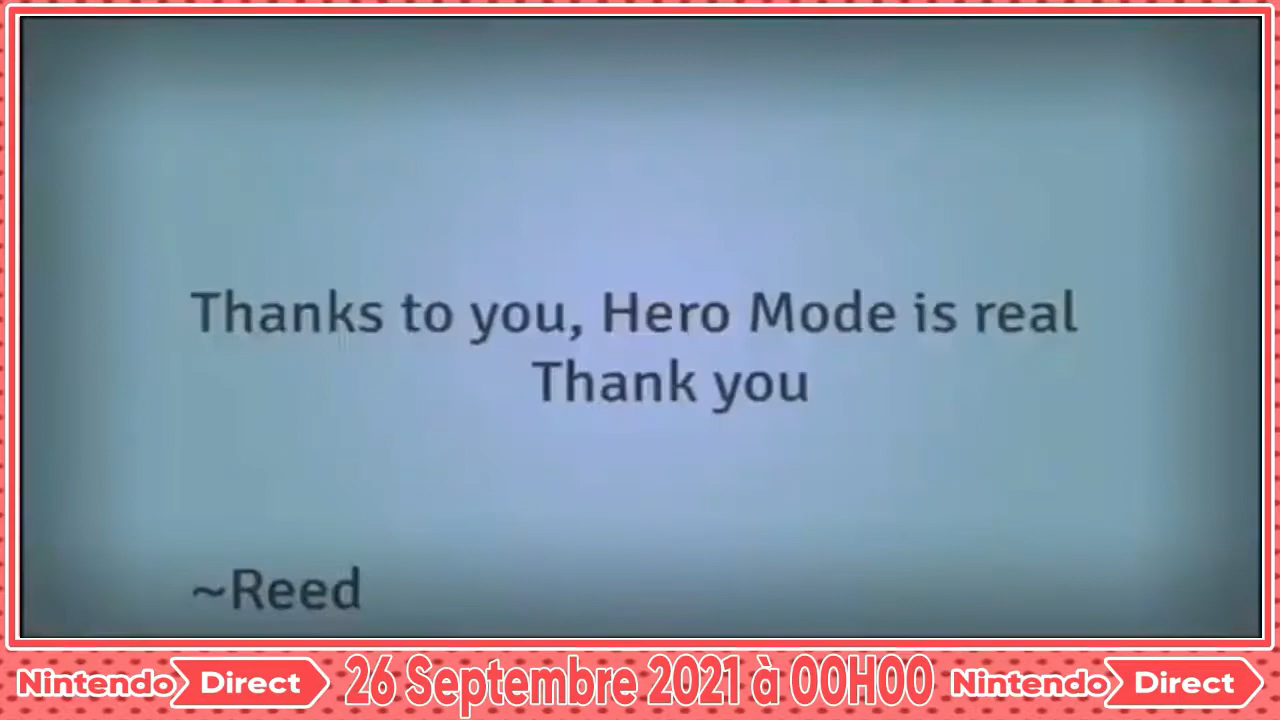 Thanks to you, Hero Mode is real
Thank you
~Reed
Nintendo Direct 26 Septembre 2021 à 00H00 Nintendo Direct